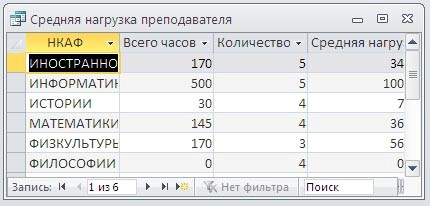 Средняя нагрузка преподавателя
НКАФ Всего часов Количество Средняя нагруз
ИНОСТРАННО 170 5 34
ИНФОРМАТИН 500 5 100
ИСТОРИИ 30 4 7
МАТЕМАТИКИ 145 4 36
ФИЗКУЛЬТУРЬ 170 3 56
ФИЛОСОФИИ 0 4 0
Запись: 1 из 6 Нет фильтра Поиск